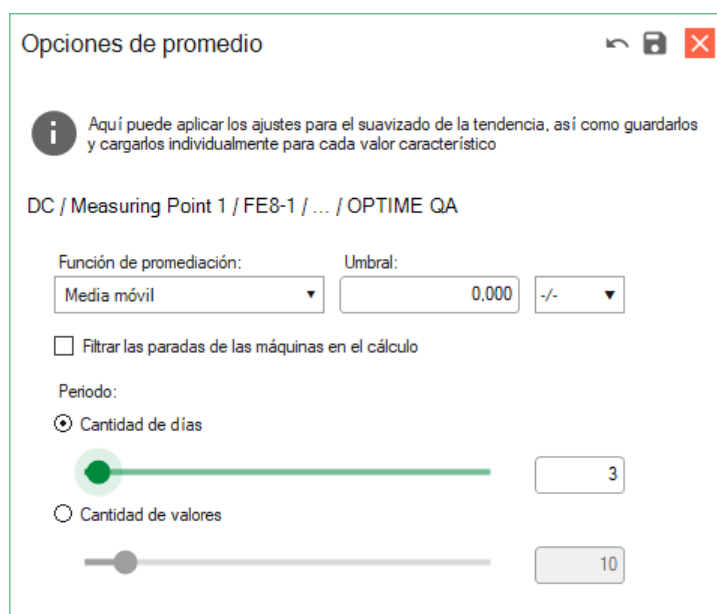 Opciones de promedio
Aquí puede aplicar los ajustes para el suavizado de la tendencia, así como guardarlos
y cargarlos individualmente para cada valor característico
DC / Measuring Point 1 / FE8-1 / ... / OPTIME QA
Función de promediación: Umbral:
Media móvil 0,000 -/-
Filtrar las paradas de las máquinas en el cálculo
Periodo:
Cantidad de días
3
Cantidad de valores
10